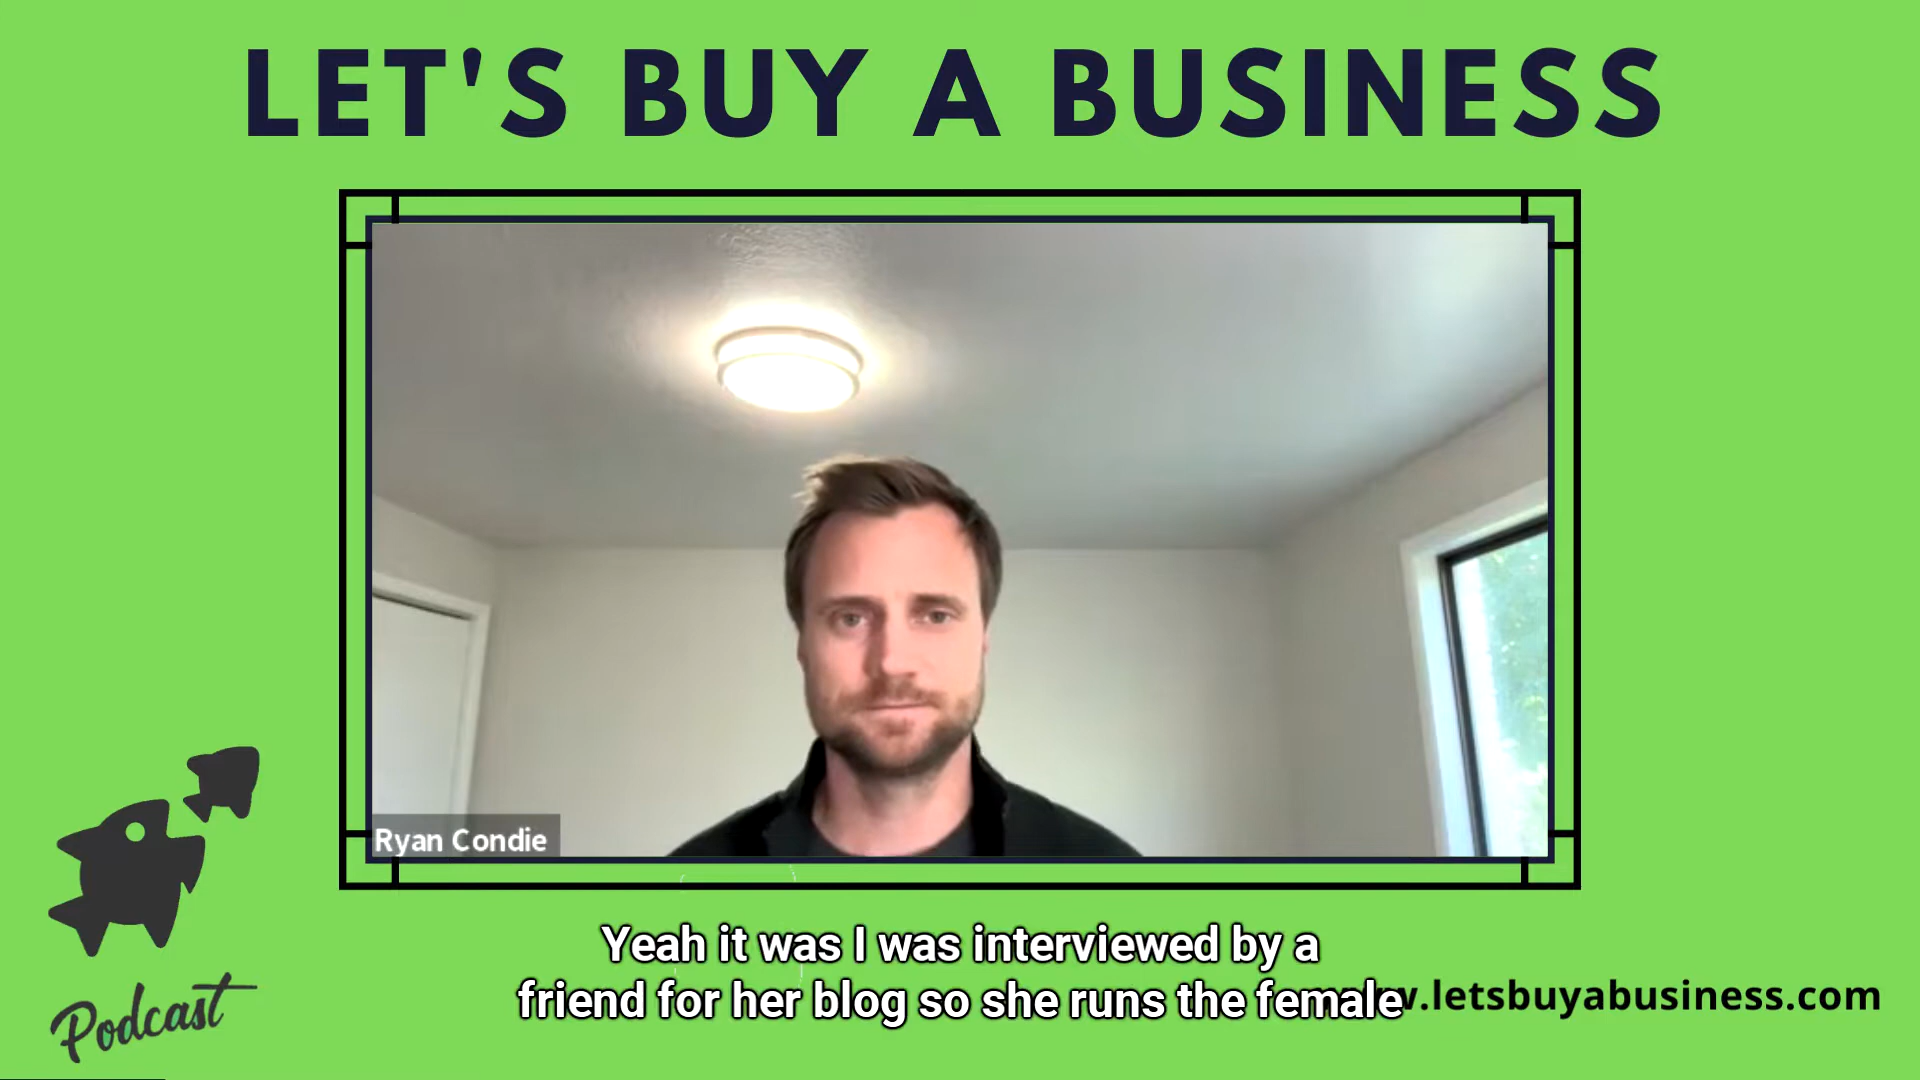 LET'S BUY A BUSINESS
Ryan Condie
Yeah it was I was interviewed by a
friend for her blog so she runs the female
.letsbuyabusiness.com
Podcast